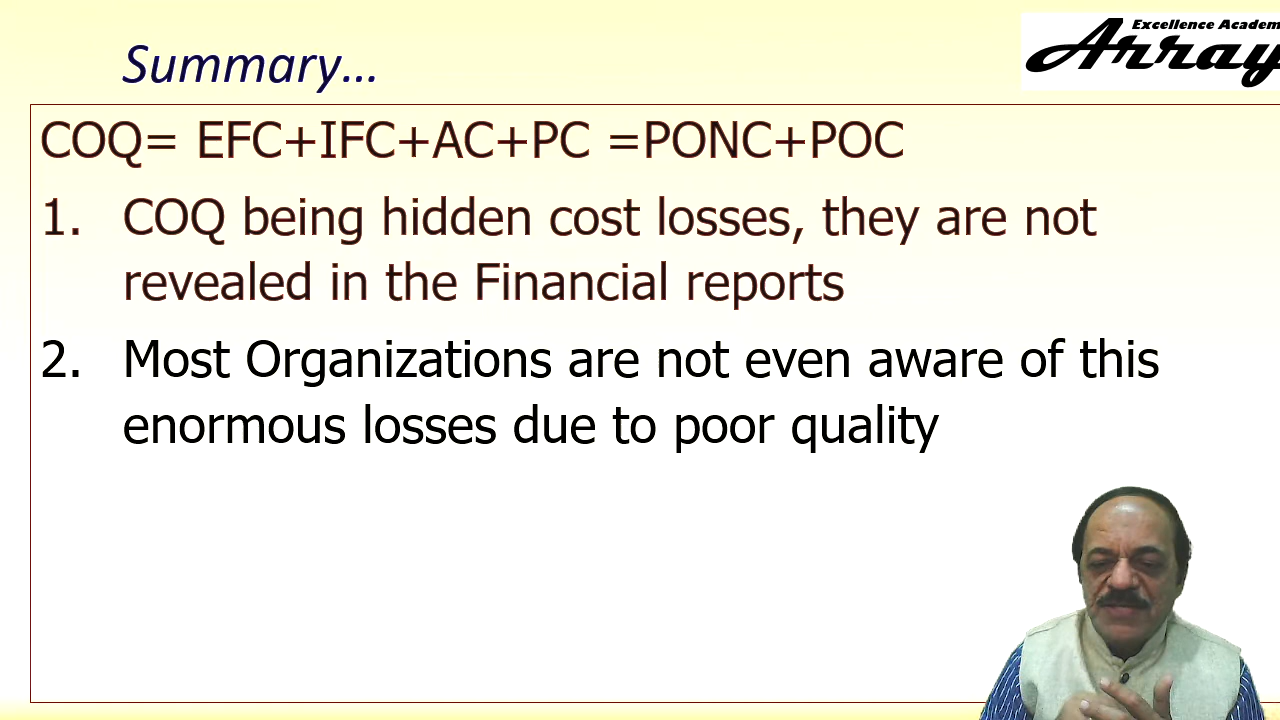 Summary...
Excellence Academ
Array
COQ= EFC+IFC+AC+PC =PONC+POC
1. COQ being hidden cost losses, they are not
revealed in the Financial reports
2. Most Organizations are not even aware of this
enormous losses due to poor quality